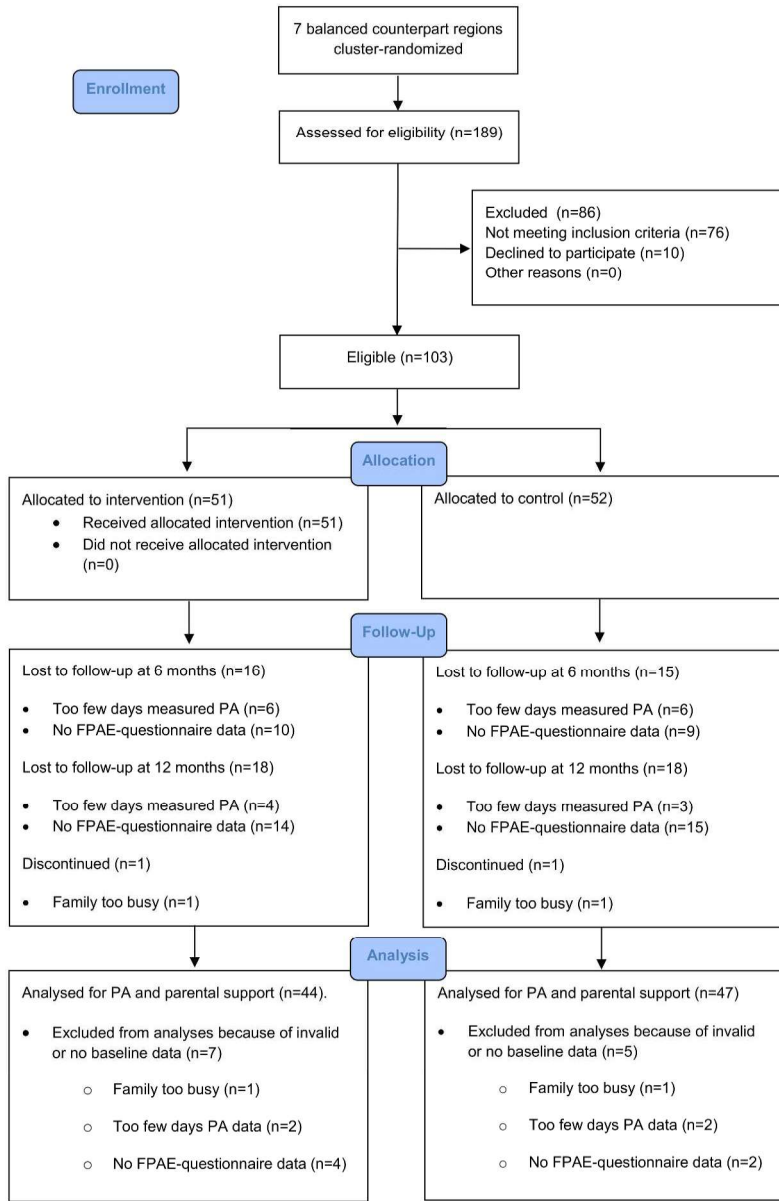 7 balanced counterpart regions
cluster-randomized
Enrollment
Assessed for eligibility (n=189)
Excluded (n=86)
Not meeting inclusion criteria (n=76)
Declined to participate (n=10)
Other reasons (n=0)
Eligible (n=103)
Allocation
Allocated to intervention (n=51)
• Received allocated intervention (n=51)
• Did not receive allocated intervention
(n=0)
Allocated to control (n=52)
Follow-Up
Lost to follow-up at 6 months (n=16)
• Too few days measured PA (n=6)
• No FPAE-questionnaire data (n=10)
Lost to follow-up at 12 months (n=18)
• Too few days measured PA (n=4)
• No FPAE-questionnaire data (n=14)
Discontinued (n=1)
• Family too busy (n=1)
Lost to follow-up at 6 months (n=15)
• Too few days measured PA (n=6)
• No FPAE-questionnaire data (n=9)
Lost to follow-up at 12 months (n=18)
• Too few days measured PA (n=3)
• No FPAE-questionnaire data (n=15)
Discontinued (n=1)
• Family too busy (n=1)
Analysis
Analysed for PA and parental support (n=44).
• Excluded from analyses because of invalid
or no baseline data (n=7)
o Family too busy (n=1)
o Too few days PA data (n=2)
o No FPAE-questionnaire data (n=4)
Analysed for PA and parental support (n=47)
• Excluded from analyses because of invalid
or no baseline data (n=5)
o Family too busy (n=1)
o Too few days PA data (n=2)
o No FPAE-questionnaire data (n=2)